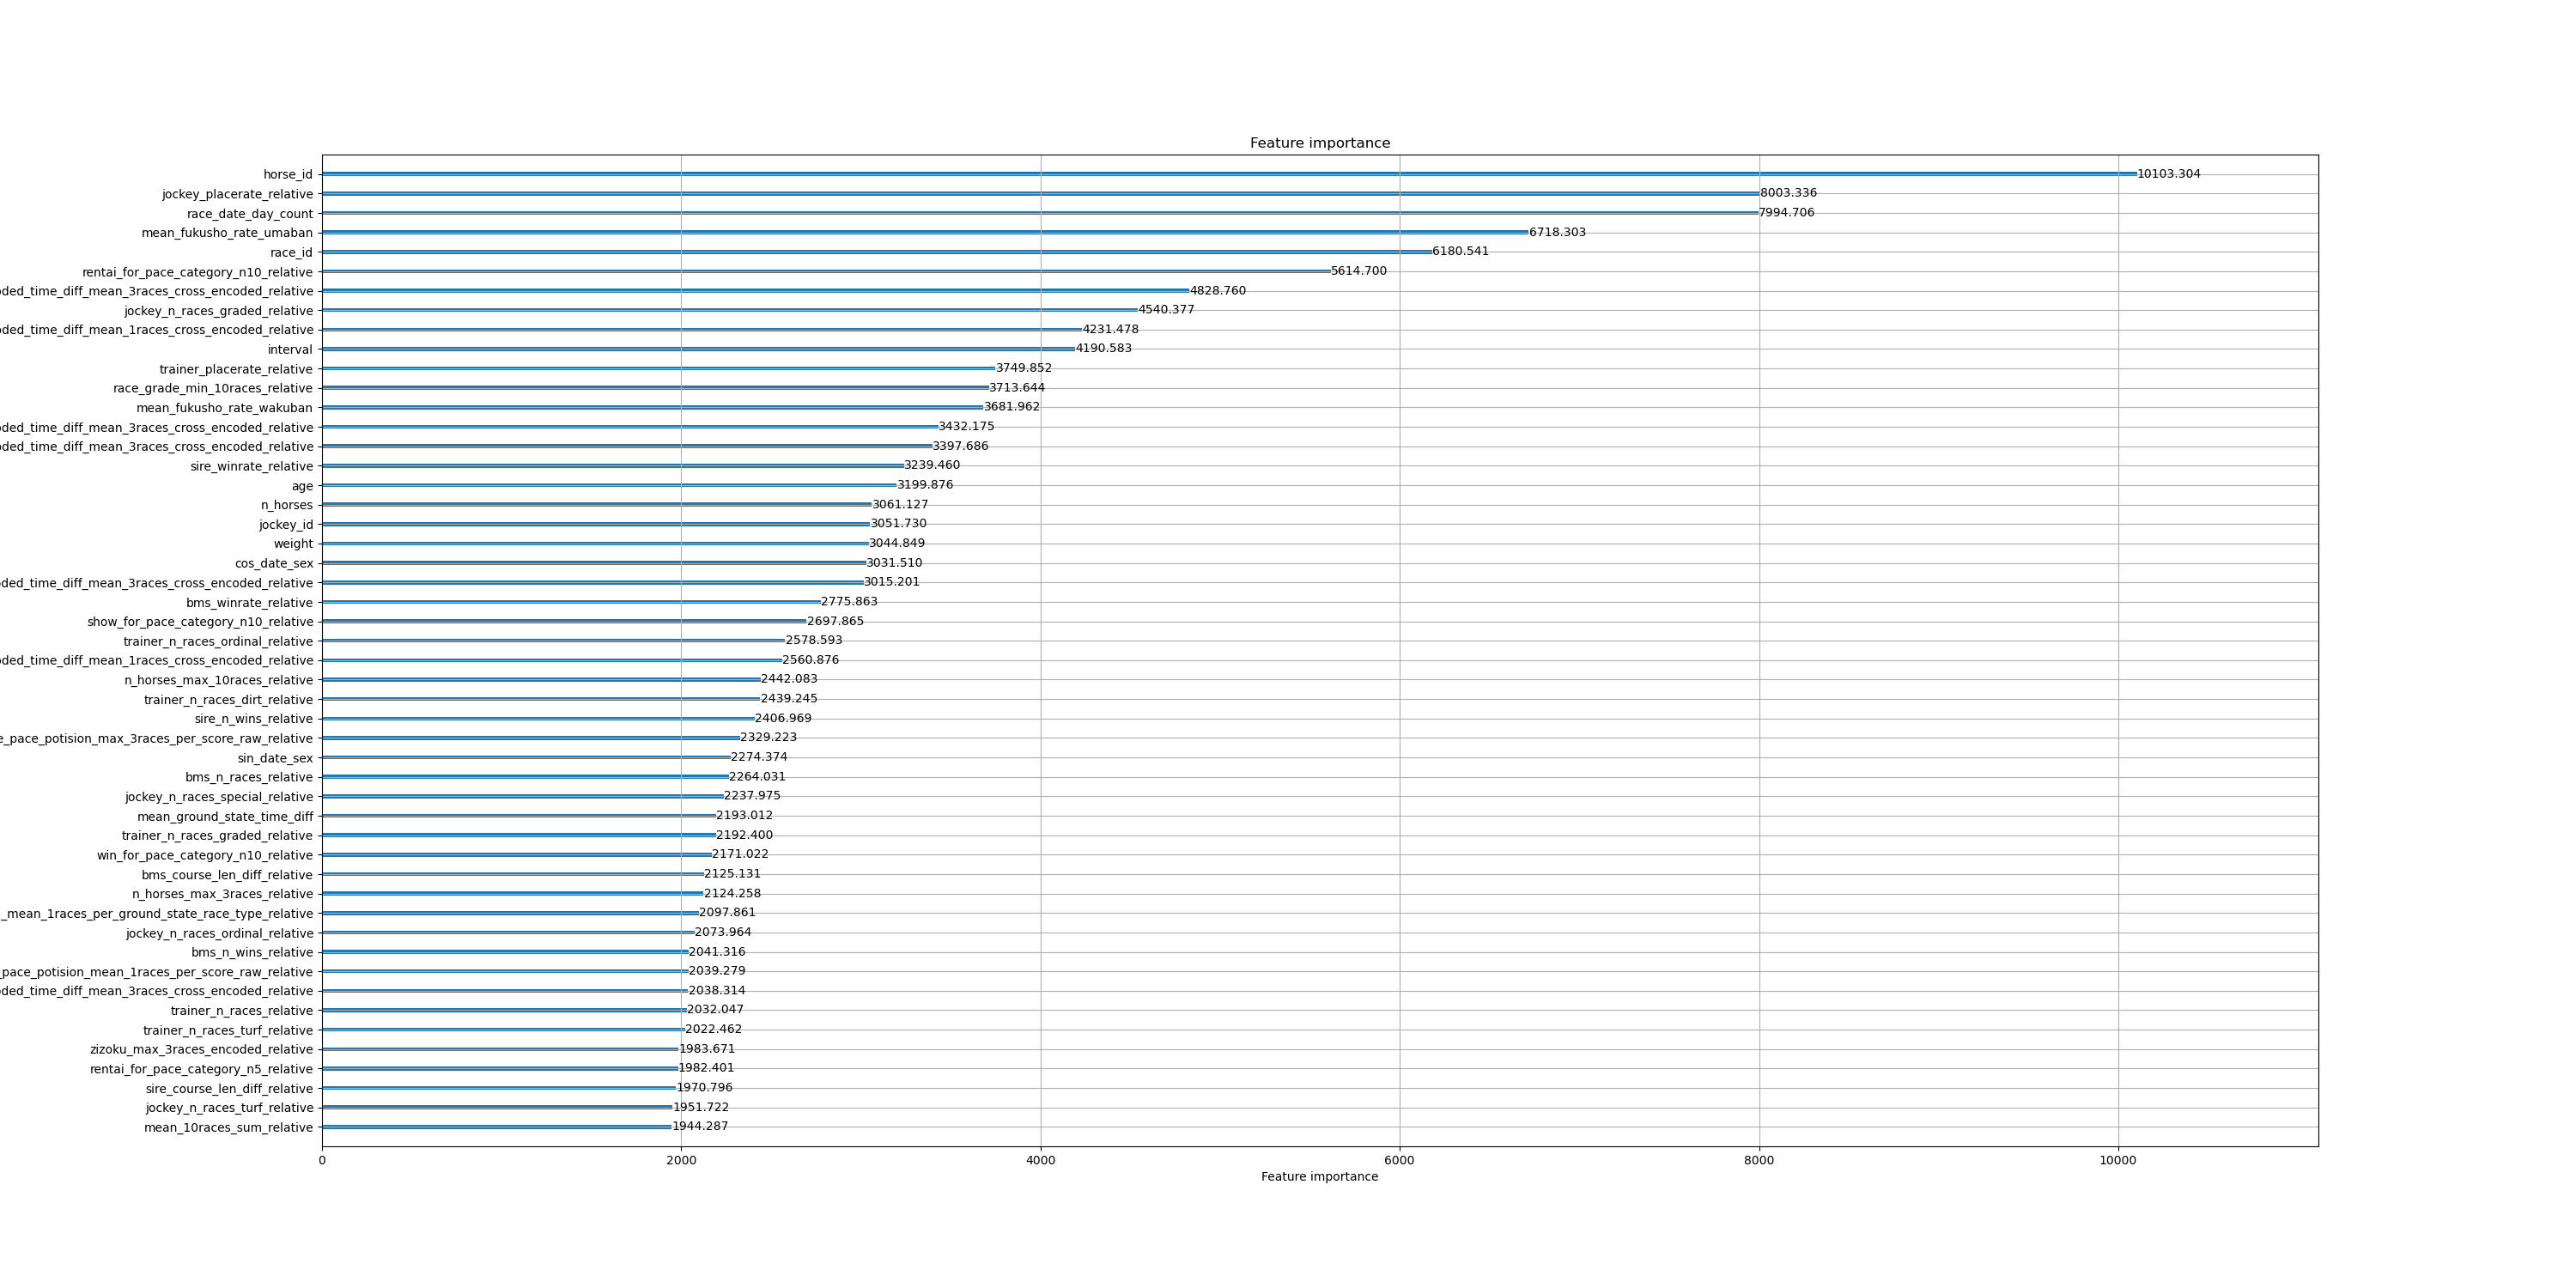 Feature importance
horse_id 10103.304
jockey_placerate_relative 8003.336
race_date_day_count 7994.706
mean_fukusho_rate_umaban 6718.303
race_id 6180.541
rentai_for_pace_category_n10_relative 5614.700
ded_time_diff_mean_3races_cross_encoded_relative 4828.760
jockey_n_races_graded_relative 4540.377
ded_time_diff_mean_1races_cross_encoded_relative 4231.478
interval 4190.583
trainer_placerate_relative 3749.852
race_grade_min_10races_relative 3713.644
mean_fukusho_rate_wakuban 3681.962
ded_time_diff_mean_3races_cross_encoded_relative 3432.175
ded_time_diff_mean_3races_cross_encoded_relative 3397.686
sire_winrate_relative 3239.460
age 3199.876
n_horses 3061.127
jockey_id 3051.730
weight 3044.849
cos_date_sex 3031.510
ded_time_diff_mean_3races_cross_encoded_relative 3015.201
bms_winrate_relative 2775.863
show_for_pace_category_n10_relative 2697.865
trainer_n_races_ordinal_relative 2578.593
ded_time_diff_mean_1races_cross_encoded_relative 2560.876
n_horses_max_10races_relative 2442.083
trainer_n_races_dirt_relative 2439.245
sire_n_wins_relative 2406.969
e_pace_potision_max_3races_per_score_raw_relative 2329.223
sin_date_sex 2274.374
bms_n_races_relative 2264.031
jockey_n_races_special_relative 2237.975
mean_ground_state_time_diff 2193.012
trainer_n_races_graded_relative 2192.400
win_for_pace_category_n10_relative 2171.022
bms_course_len_diff_relative 2125.131
n_horses_max_3races_relative 2124.258
_mean_1races_per_ground_state_race_type_relative 2097.861
jockey_n_races_ordinal_relative 2073.964
bms_n_wins_relative 2041.316
_pace_potision_mean_1races_per_score_raw_relative 2039.279
ded_time_diff_mean_3races_cross_encoded_relative 2038.314
trainer_n_races_relative 2032.047
trainer_n_races_turf_relative 2022.462
zizoku_max_3races_encoded_relative 1983.671
rentai_for_pace_category_n5_relative 1982.401
sire_course_len_diff_relative 1970.796
jockey_n_races_turf_relative 1951.722
mean_10races_sum_relative 1944.287
0 2000 4000 6000 8000 10000
Feature importance